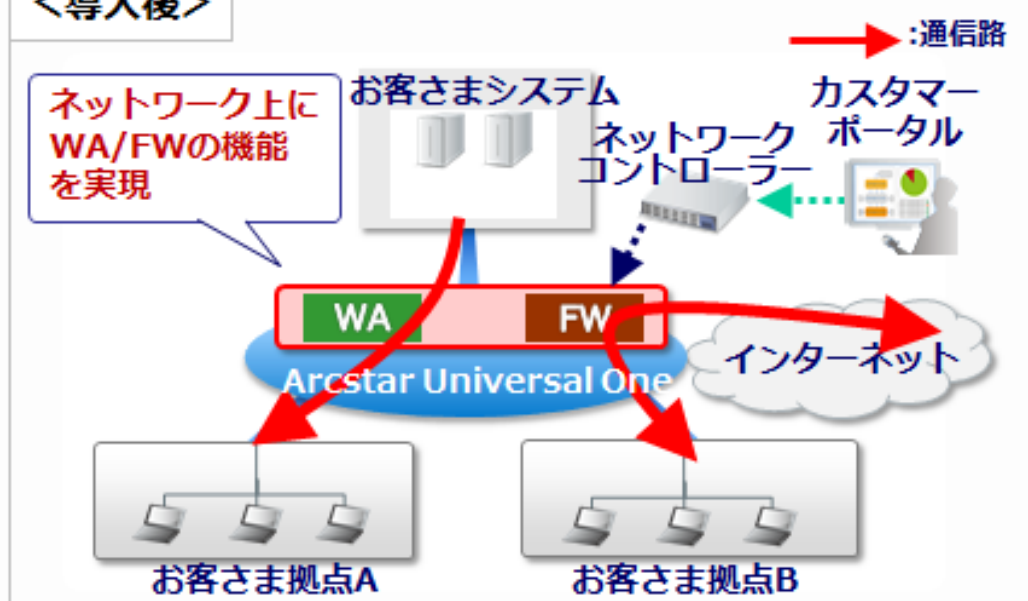 ＜導入後＞
:通信路
ネットワーク上に
WA/FWの機能
を実現
お客さまシステム
ネットワーク
コントローラー
カスタマー
ポータル
WA
FW
Arcstar Universal One
インターネット
お客さま拠点A
お客さま拠点B